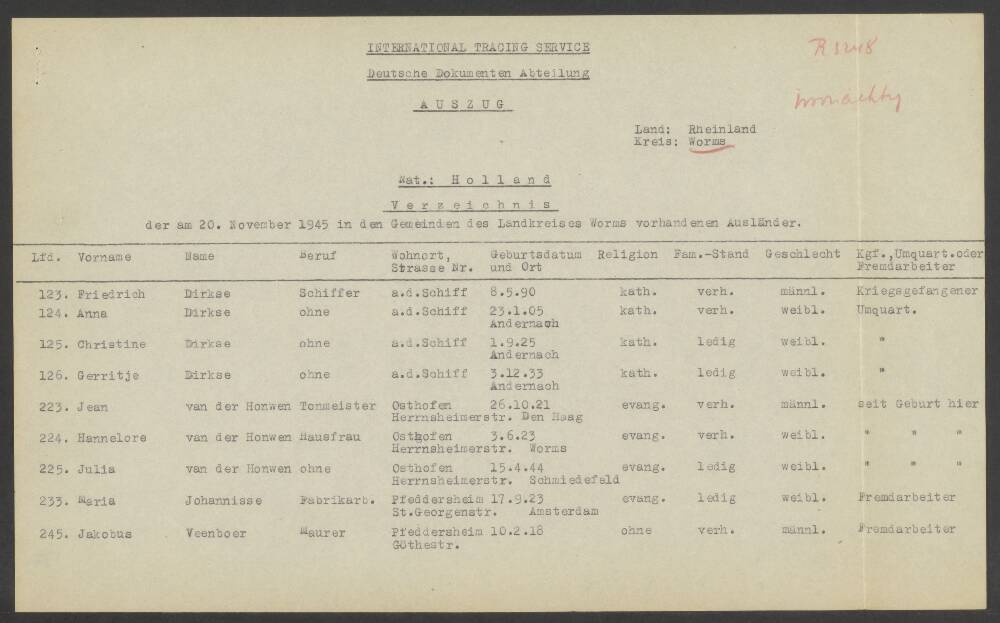 INTERNATIONAL TRACING SERVICE
Deutsche Dokumenten Abteilung
AUSZUG
Land: Rheinland
Kreis: Worms
Nat.: Holland
Verzeichnis
der am 20. November 1945 in den Gemeinden des Landkreises Worms vorhandenen Ausländer.
Lfd. Vorname Name Beruf Wohnort, Geburtsdatum Religion Fam.-Stand Geschlecht Kgf.,Umquart.oder
Strasse Nr. und Ort Fremdarbeiter
123. Friedrich Dirkse Schiffer a.d.Schiff 8.5.90 kath. verh. männl. Kriegsgefangener
124. Anna Dirkse ohne a.d.Schiff 23.1.05 kath. verh. weibl. Umquart.
Andernach
125. Christine Dirkse ohne a.d.Schiff 1.9.25 kath. ledig weibl. "
Andernach
126. Gerritje Dirkse ohne a.d.Schiff 3.12.33 kath. ledig weibl. "
Andernach
223. Jean van der Honwen Tonmeister Osthofen 26.10.21 evang. verh. männl. seit Geburt hier
Herrnsheimerstr. Den Haag
224. Hannelore van der Honwen Hausfrau Osthofen 3.6.23 evang. verh. weibl. " " "
Herrnsheimerstr. Worms
225. Julia van der Honwen ohne Osthofen 15.4.44 evang. ledig weibl. " " "
Herrnsheimerstr. Schmiedefeld
233. Maria Johannisse Fabrikarb. Pfeddersheim 17.9.23 evang. ledig weibl. Fremdarbeiter
St.Georgenstr. Amsterdam
245. Jakobus Veenboer Maurer Pfeddersheim 10.2.18 ohne verh. männl. Fremdarbeiter
Göthestr.